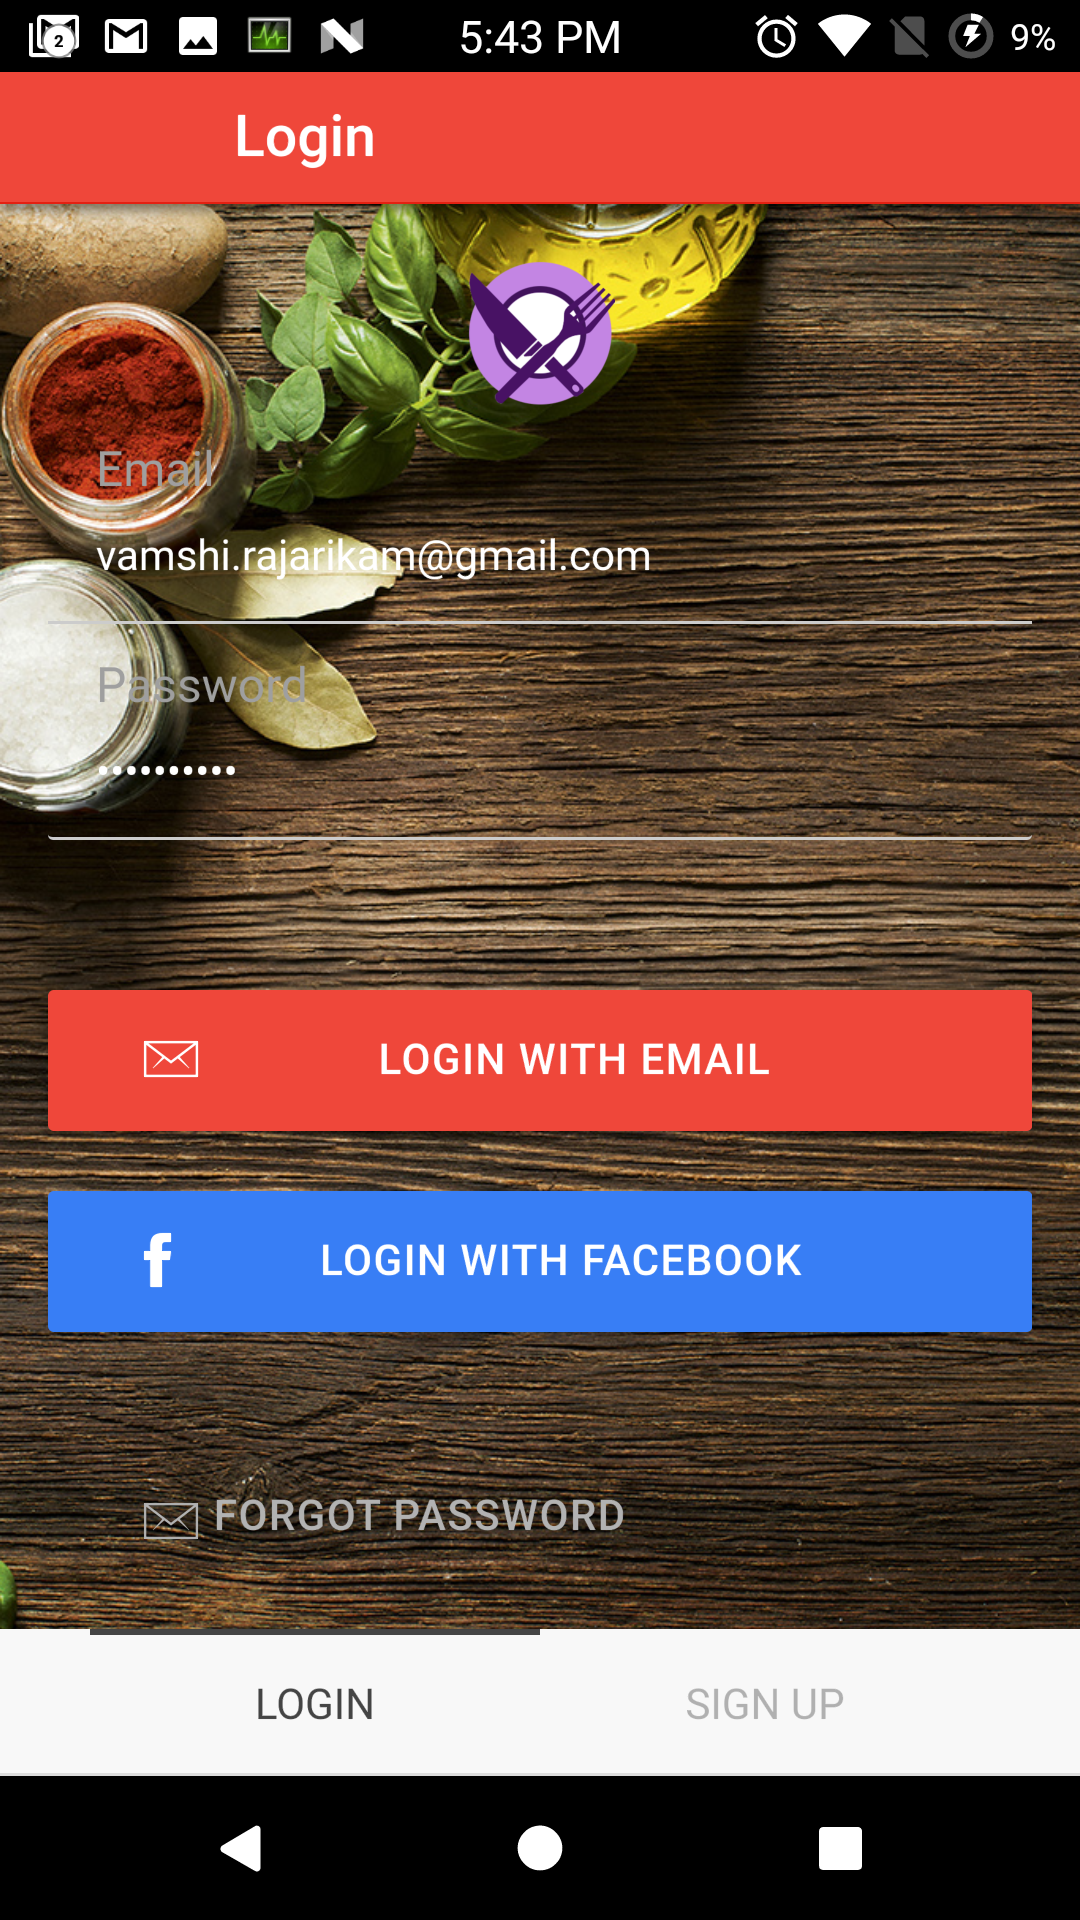 2 5:43 PM 9%
Login
Email
vamshi.rajarikam@gmail.com
Password
••••••••••
LOGIN WITH EMAIL
f LOGIN WITH FACEBOOK
FORGOT PASSWORD
LOGIN SIGN UP